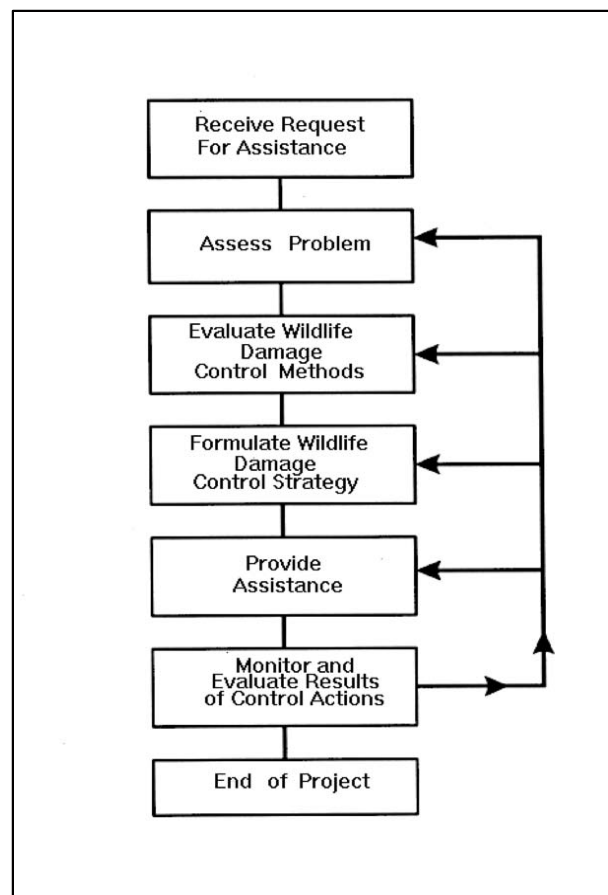 Receive Request
For Assistance
Assess Problem
Evaluate Wildlife
Damage
Control Methods
Formulate Wildlife
Damage
Control Strategy
Provide
Assistance
Monitor and
Evaluate Results
of Control Actions
End of Project